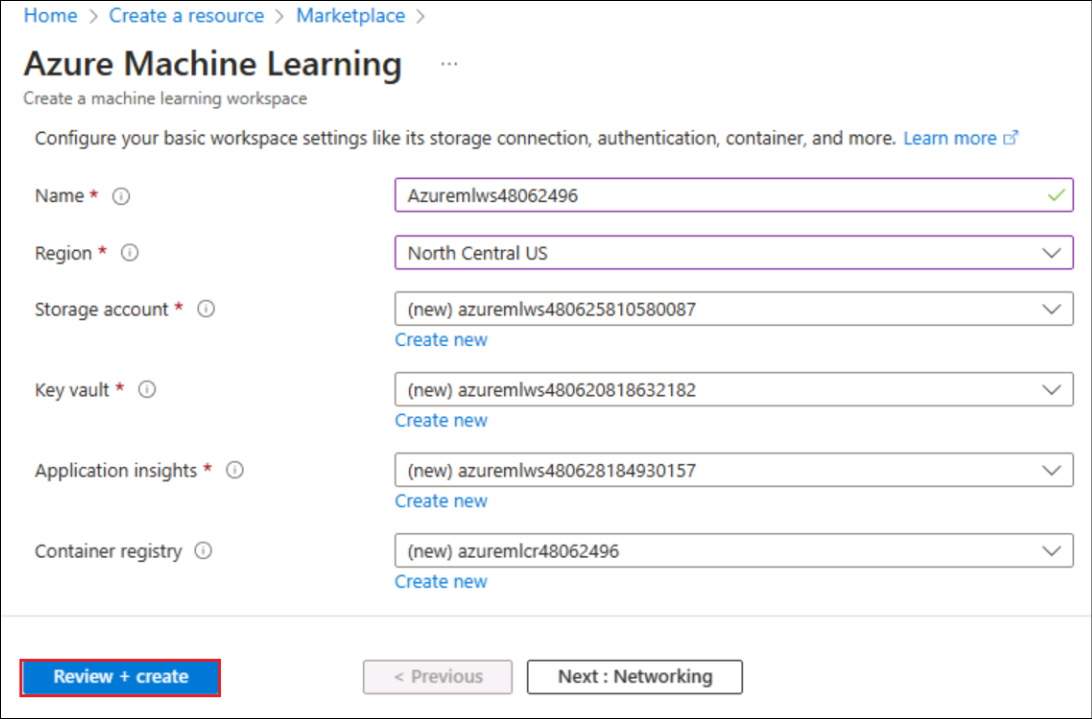 Home > Create a resource > Marketplace >
Azure Machine Learning ...
Create a machine learning workspace
Configure your basic workspace settings like its storage connection, authentication, container, and more. Learn more
Name * Azuremlws48062496
Region * North Central US
Storage account * (new) azuremlws480625810580087
Create new
Key vault * (new) azuremlws480620818632182
Create new
Application insights * (new) azuremlws480628184930157
Create new
Container registry (new) azuremlcr48062496
Create new
Review + create < Previous Next : Networking